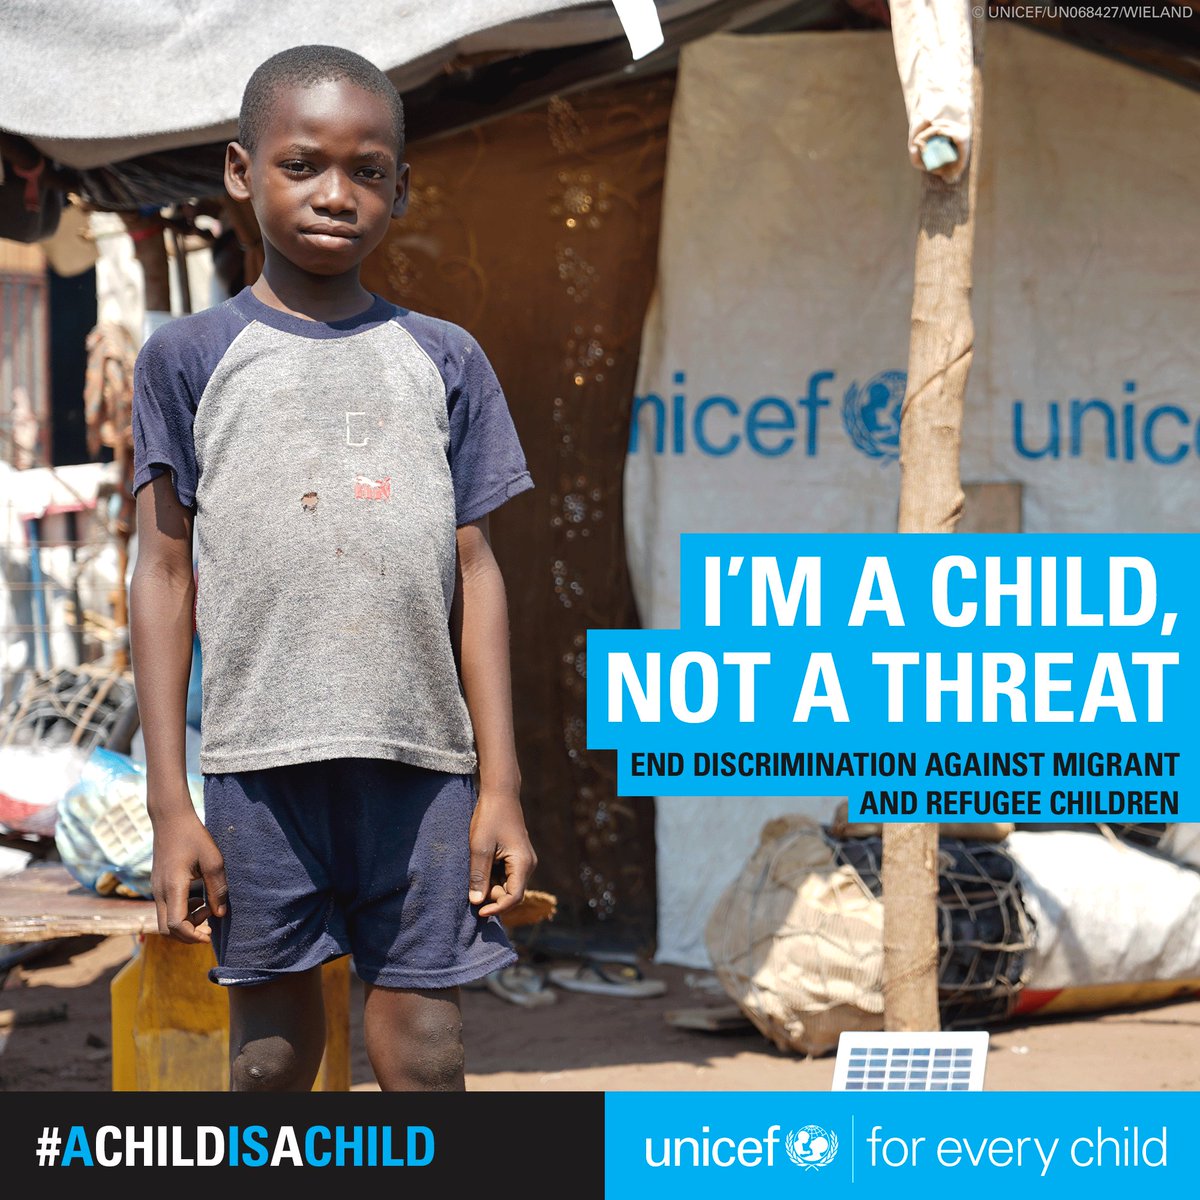 © UNICEF/UN068427/WIELAND
unicef unic
I'M A CHILD,
NOT A THREAT
END DISCRIMINATION AGAINST MIGRANT
AND REFUGEE CHILDREN
#ACHILDISACHILD
unicef for every child